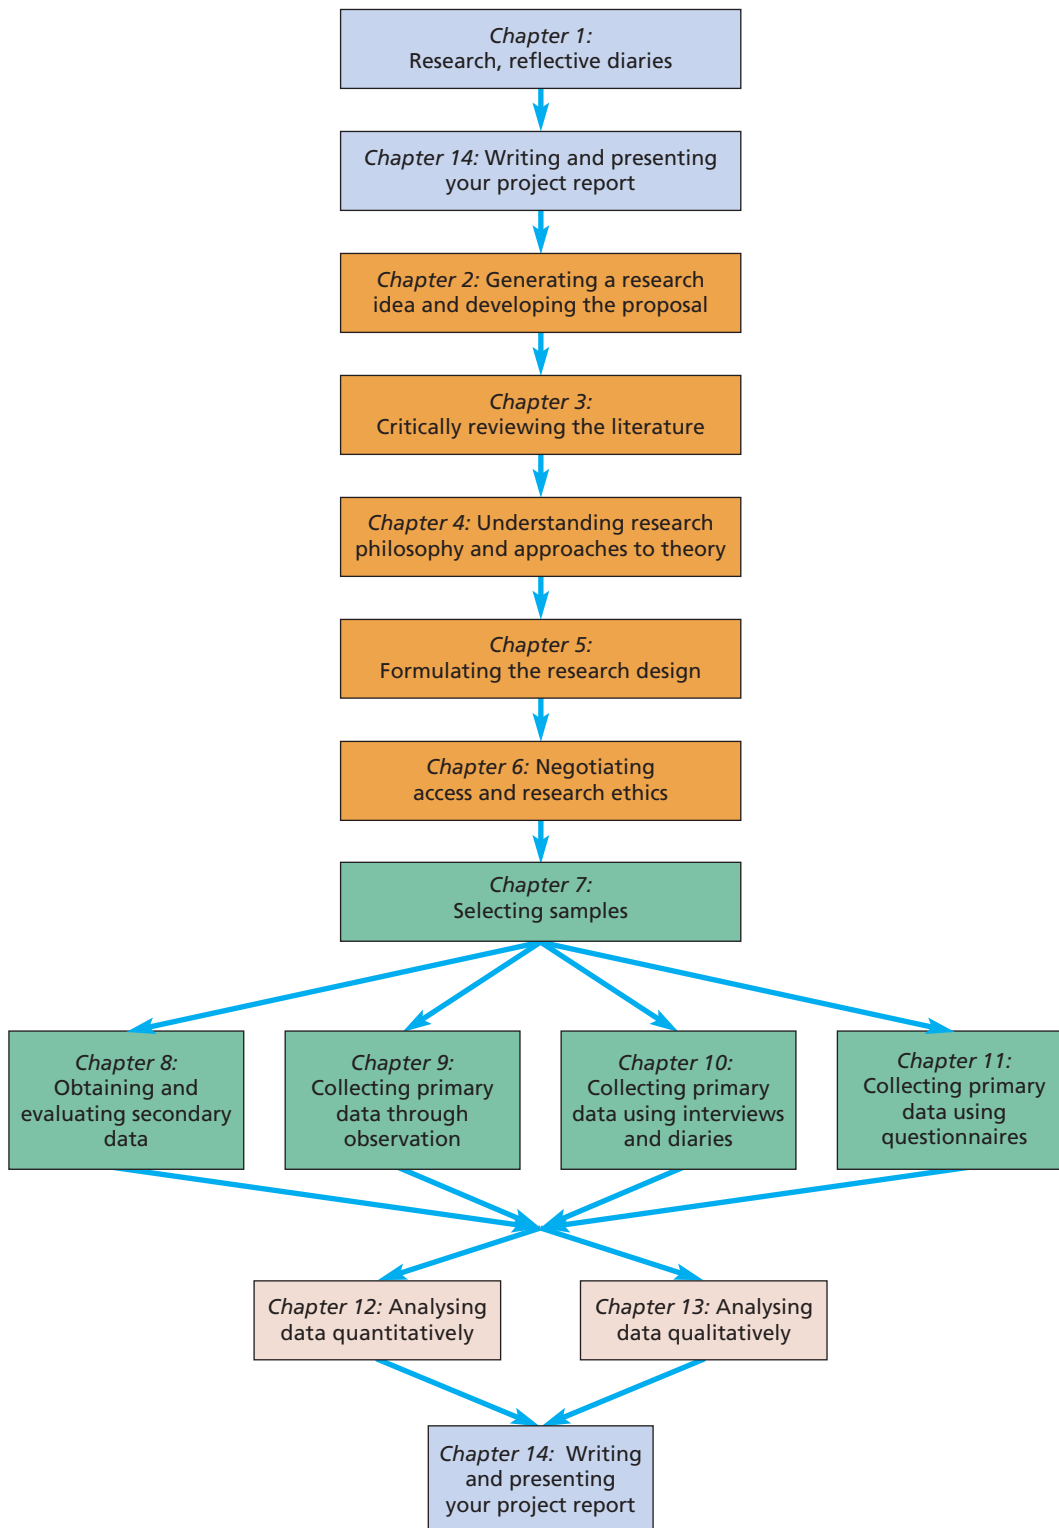 Chapter 1:
Research, reflective diaries
Chapter 14: Writing and presenting
your project report
Chapter 2: Generating a research
idea and developing the proposal
Chapter 3:
Critically reviewing the literature
Chapter 4: Understanding research
philosophy and approaches to theory
Chapter 5:
Formulating the research design
Chapter 6: Negotiating
access and research ethics
Chapter 7:
Selecting samples
Chapter 8:
Obtaining and
evaluating secondary
data
Chapter 9:
Collecting primary
data through
observation
Chapter 10:
Collecting primary
data using interviews
and diaries
Chapter 11:
Collecting primary
data using
questionnaires
Chapter 12: Analysing
data quantitatively
Chapter 13: Analysing
data qualitatively
Chapter 14: Writing
and presenting
your project report